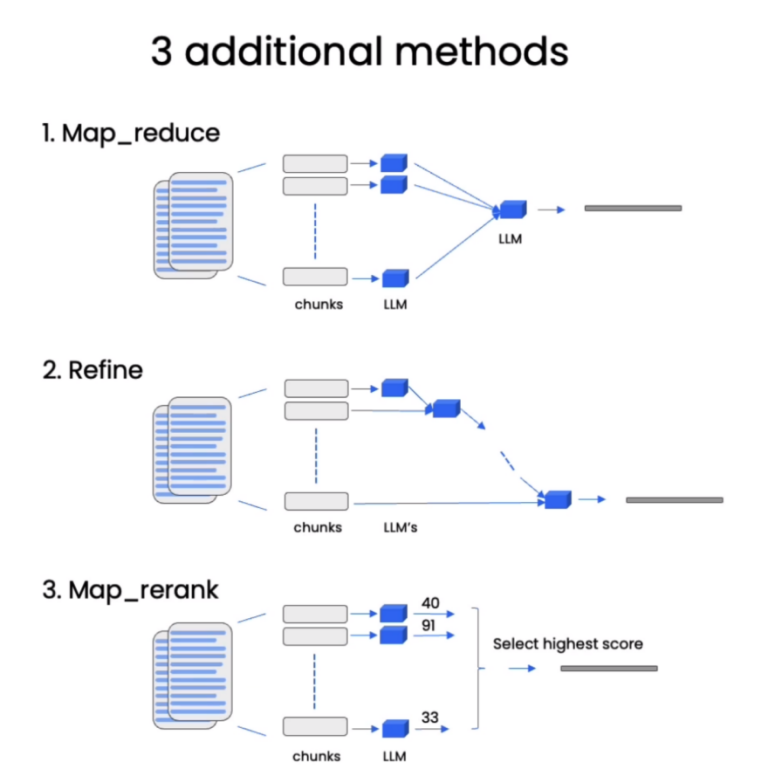 3 additional methods
1. Map_reduce
LLM
chunks LLM
2. Refine
chunks LLM's
3. Map_rerank
40
91
Select highest score
33
chunks LLM